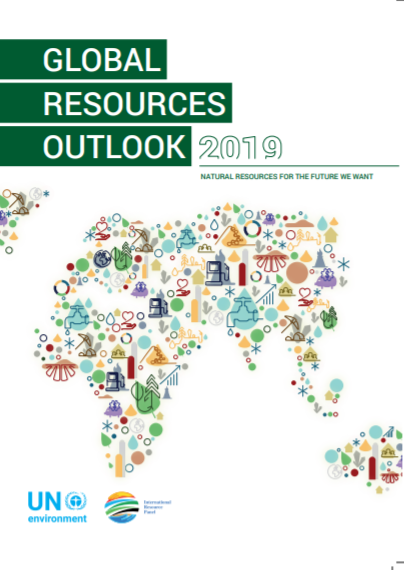 GLOBAL
RESOURCES
OUTLOOK 2019
NATURAL RESOURCES FOR THE FUTURE WE WANT
UN
environment
International
Resource
Panel